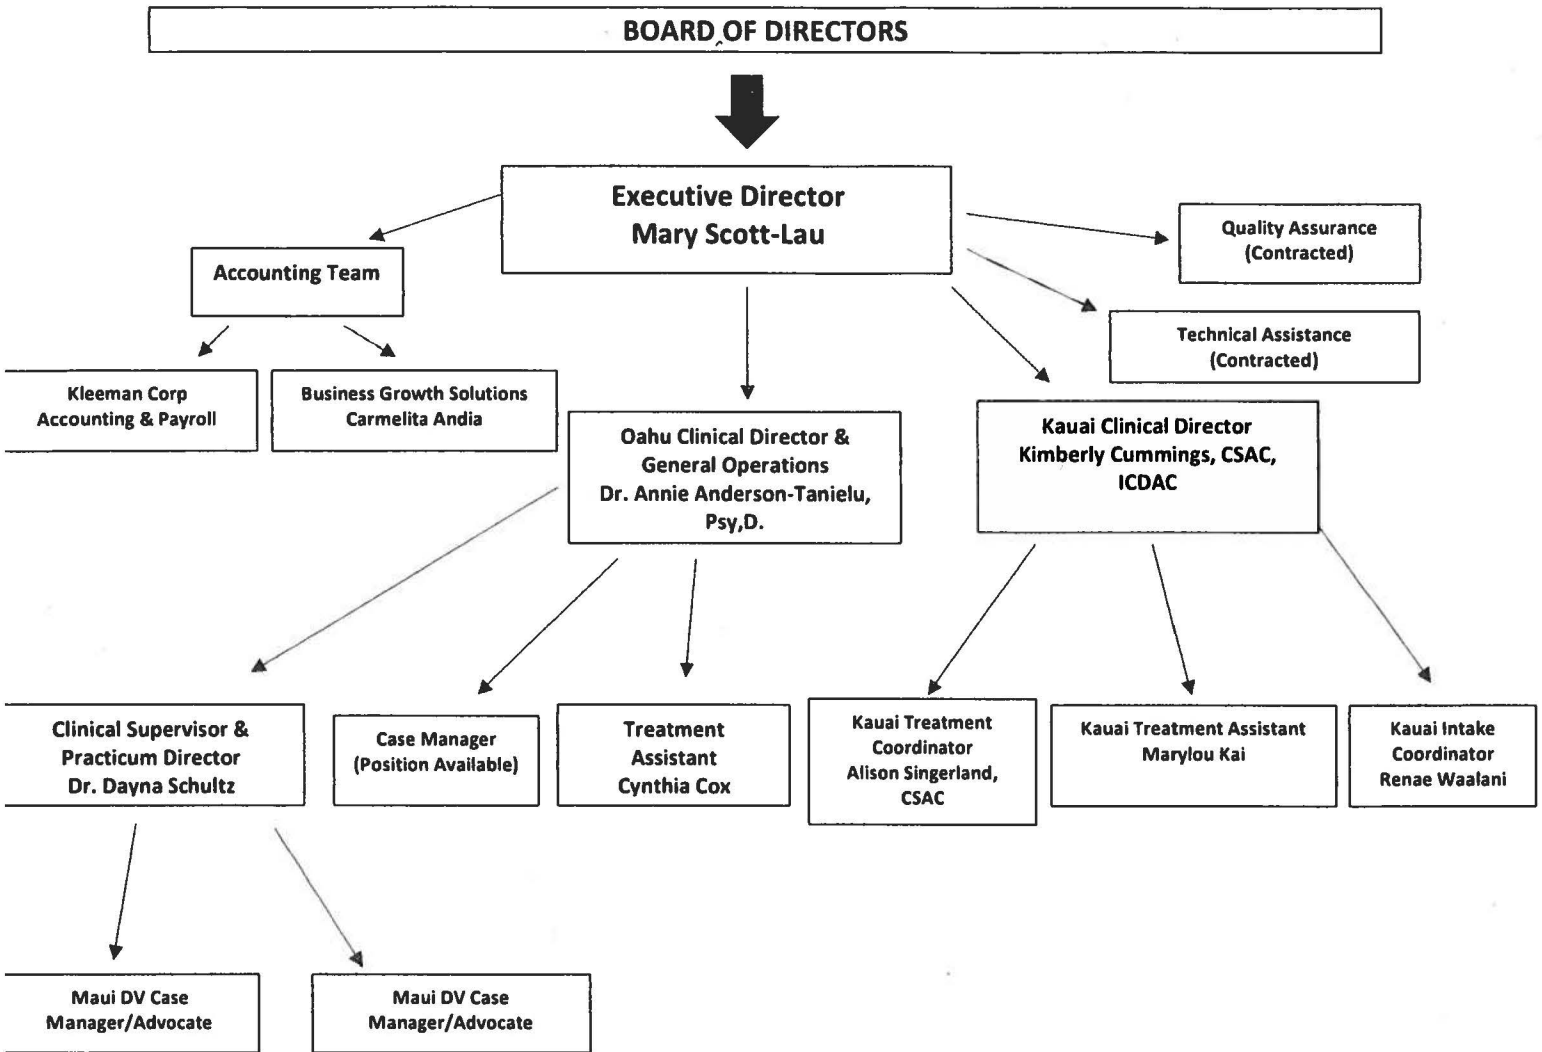 BOARD OF DIRECTORS
Executive Director
Mary Scott-Lau
Quality Assurance
(Contracted)
Accounting Team
Technical Assistance
(Contracted)
Kleeman Corp
Accounting & Payroll
Business Growth Solutions
Carmelita Andia
Oahu Clinical Director &
General Operations
Dr. Annie Anderson-Tanielu,
Psy,D.
Kauai Clinical Director
Kimberly Cummings, CSAC,
ICDAC
Clinical Supervisor &
Practicum Director
Dr. Dayna Schultz
Case Manager
(Position Available)
Treatment
Assistant
Cynthia Cox
Kauai Treatment
Coordinator
Alison Singerland,
CSAC
Kauai Treatment Assistant
Marylou Kai
Kauai Intake
Coordinator
Renae Waalani
Maui DV Case
Manager/Advocate
Maui DV Case
Manager/Advocate